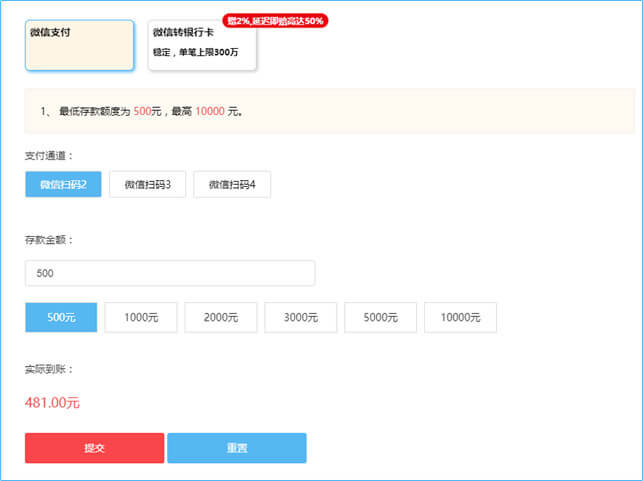 微信支付
微信转银行卡
赠2%,延迟即赔高达50%
稳定，单笔上限300万
1、 最低存款额度为 500元，最高 10000 元。
支付通道：
微信扫码2 微信扫码3 微信扫码4
存款金额：
500
500元 1000元 2000元 3000元 5000元 10000元
实际到账：
481.00元
提交 重置